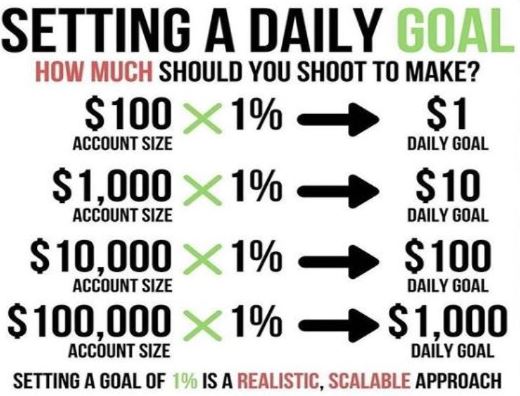 SETTING A DAILY GOAL
HOW MUCH SHOULD YOU SHOOT TO MAKE?
$100 × 1% → $1
ACCOUNT SIZE DAILY GOAL
$1,000 × 1% → $10
ACCOUNT SIZE DAILY GOAL
$10,000 × 1% → $100
ACCOUNT SIZE DAILY GOAL
$100,000 × 1% → $1,000
ACCOUNT SIZE DAILY GOAL
SETTING A GOAL OF 1% IS A REALISTIC, SCALABLE APPROACH